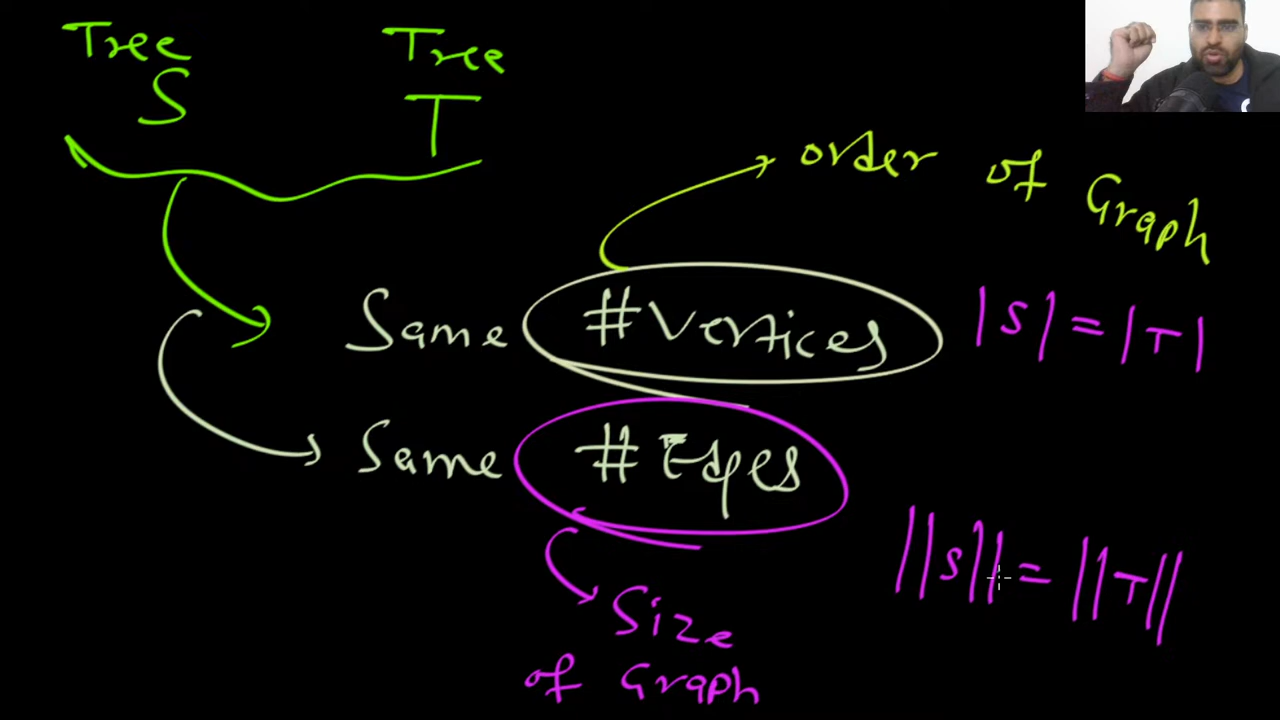 Tree Tree
S T
order of Graph
Same #Vertices |S| = |T|
Same #Edges
||S|| = ||T||
Size
of Graph